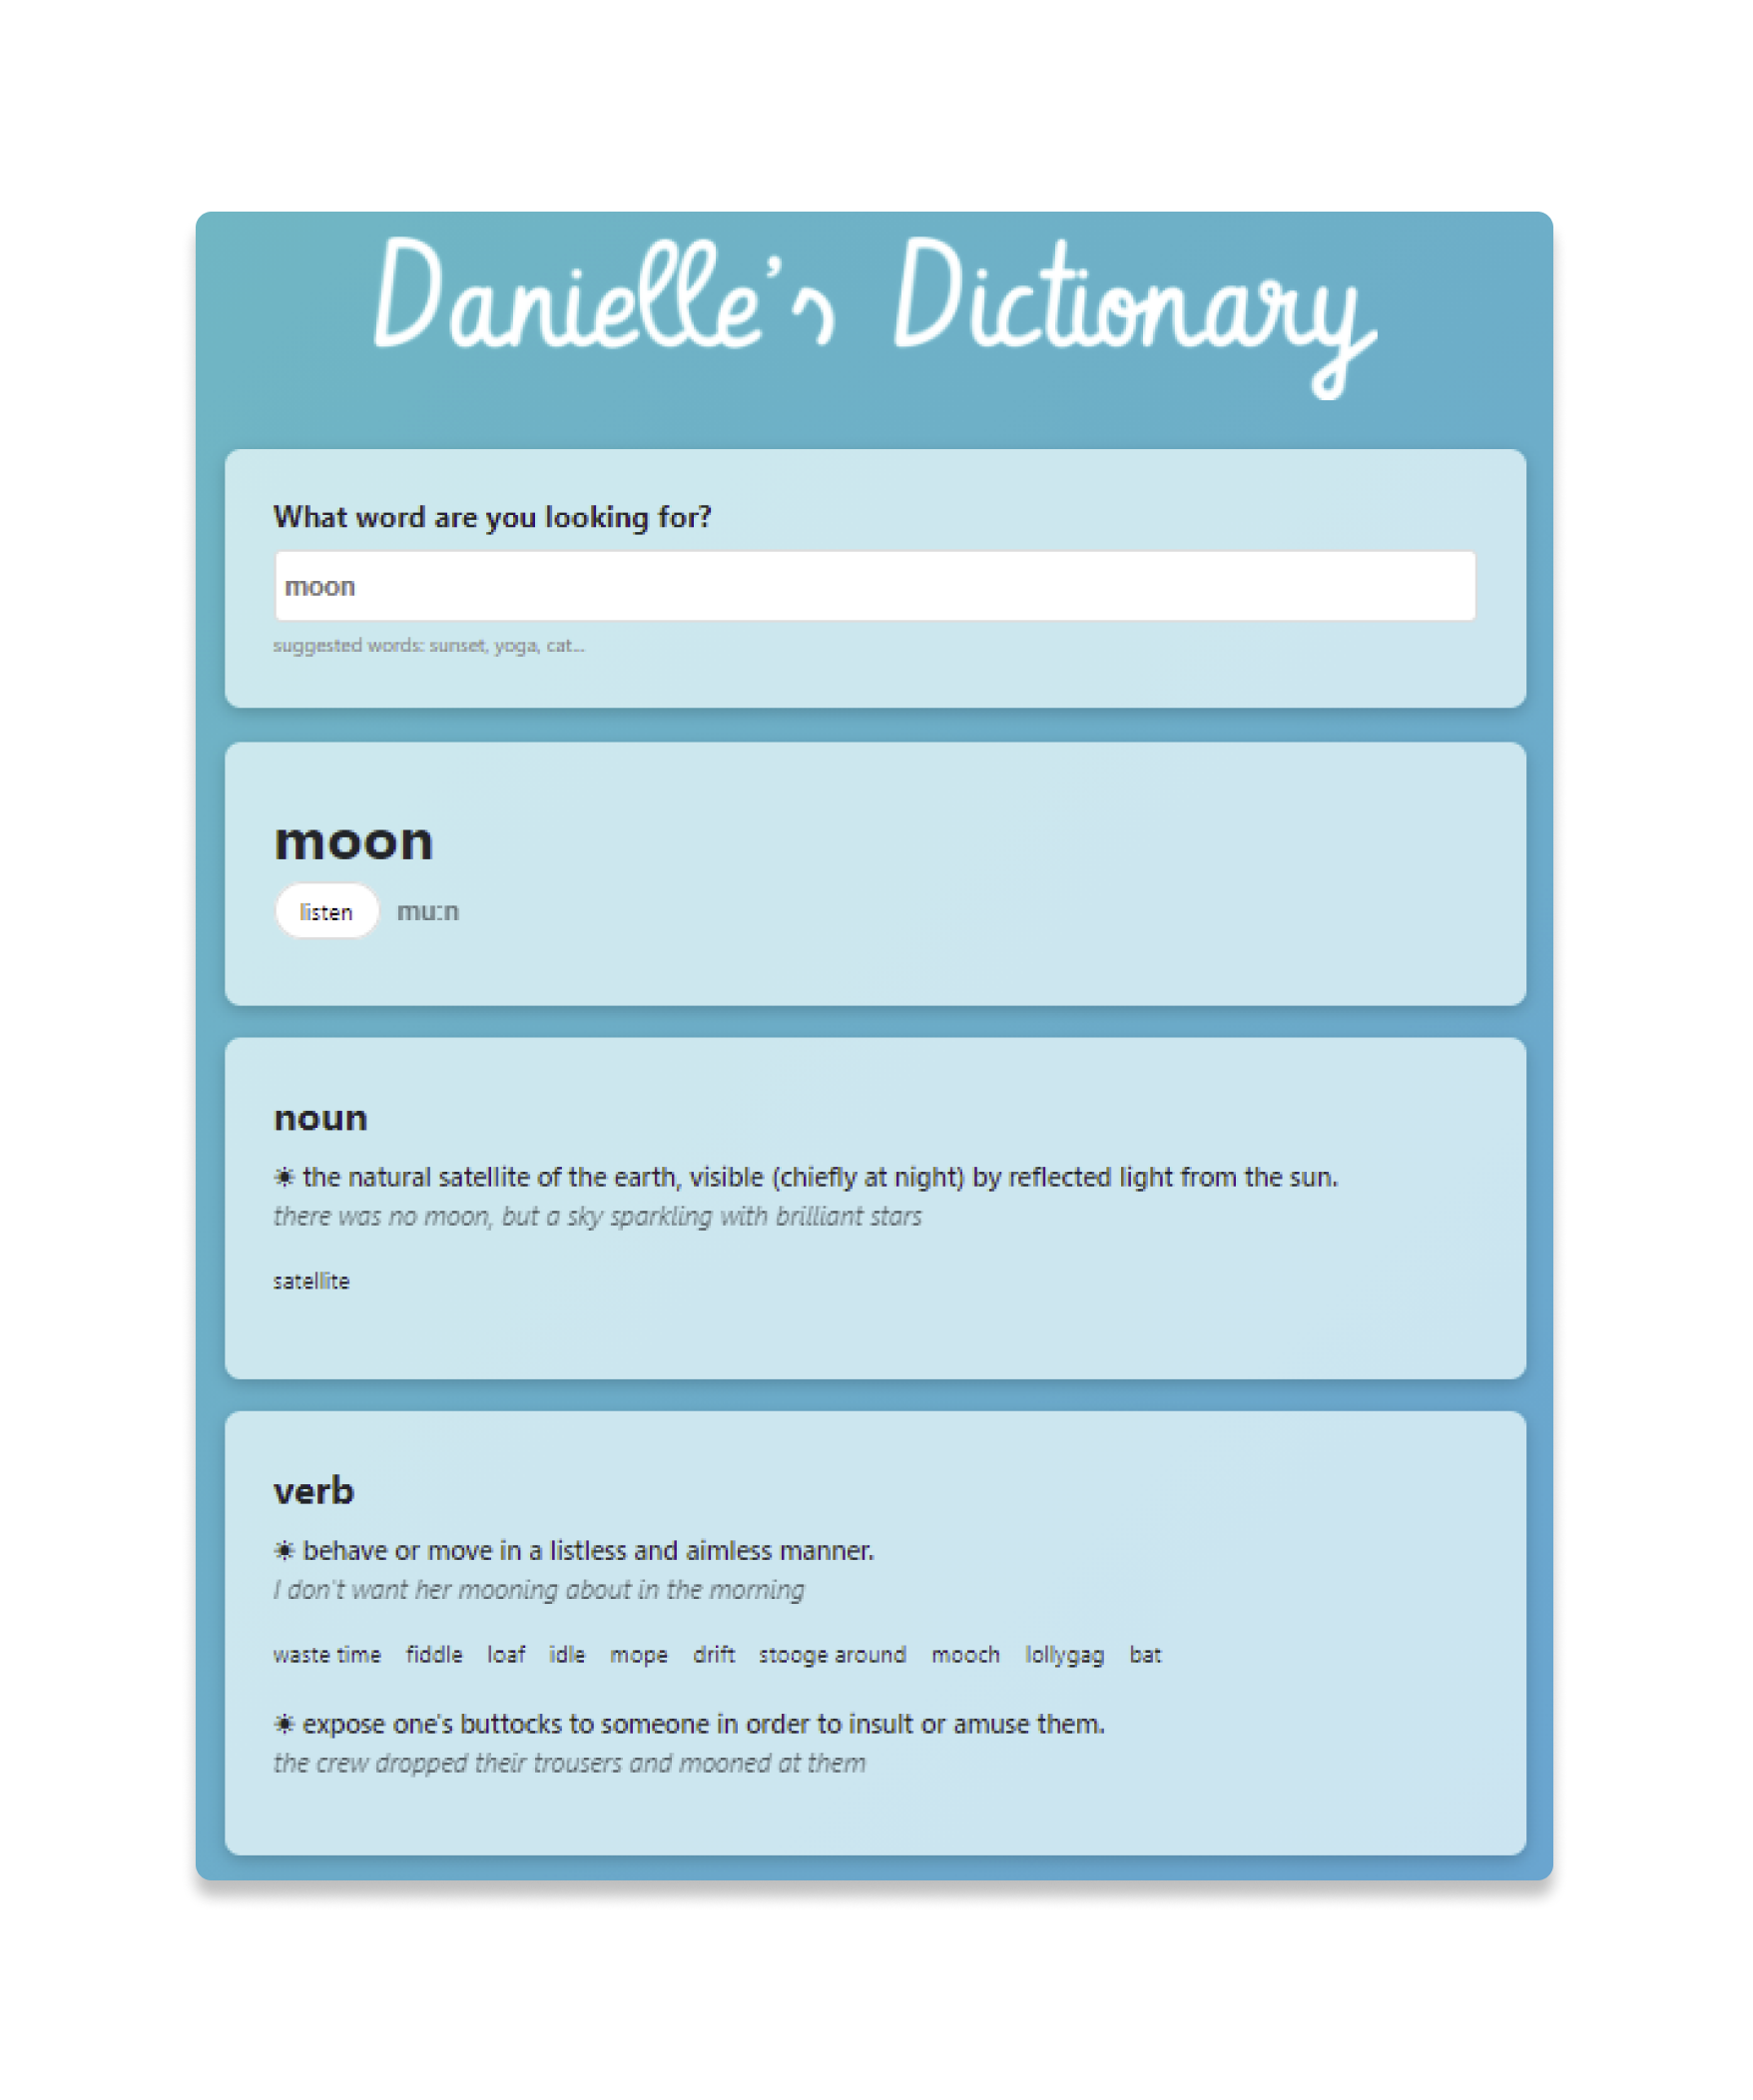 Danielle's Dictionary
What word are you looking for?
moon
suggested words: sunset, yoga, cat...
moon
listen muːn
noun
☀ the natural satellite of the earth, visible (chiefly at night) by reflected light from the sun.
there was no moon, but a sky sparkling with brilliant stars
satellite
verb
☀ behave or move in a listless and aimless manner.
I don't want her mooning about in the morning
waste time fiddle loaf idle mope drift stooge around mooch lollygag bat
☀ expose one's buttocks to someone in order to insult or amuse them.
the crew dropped their trousers and mooned at them